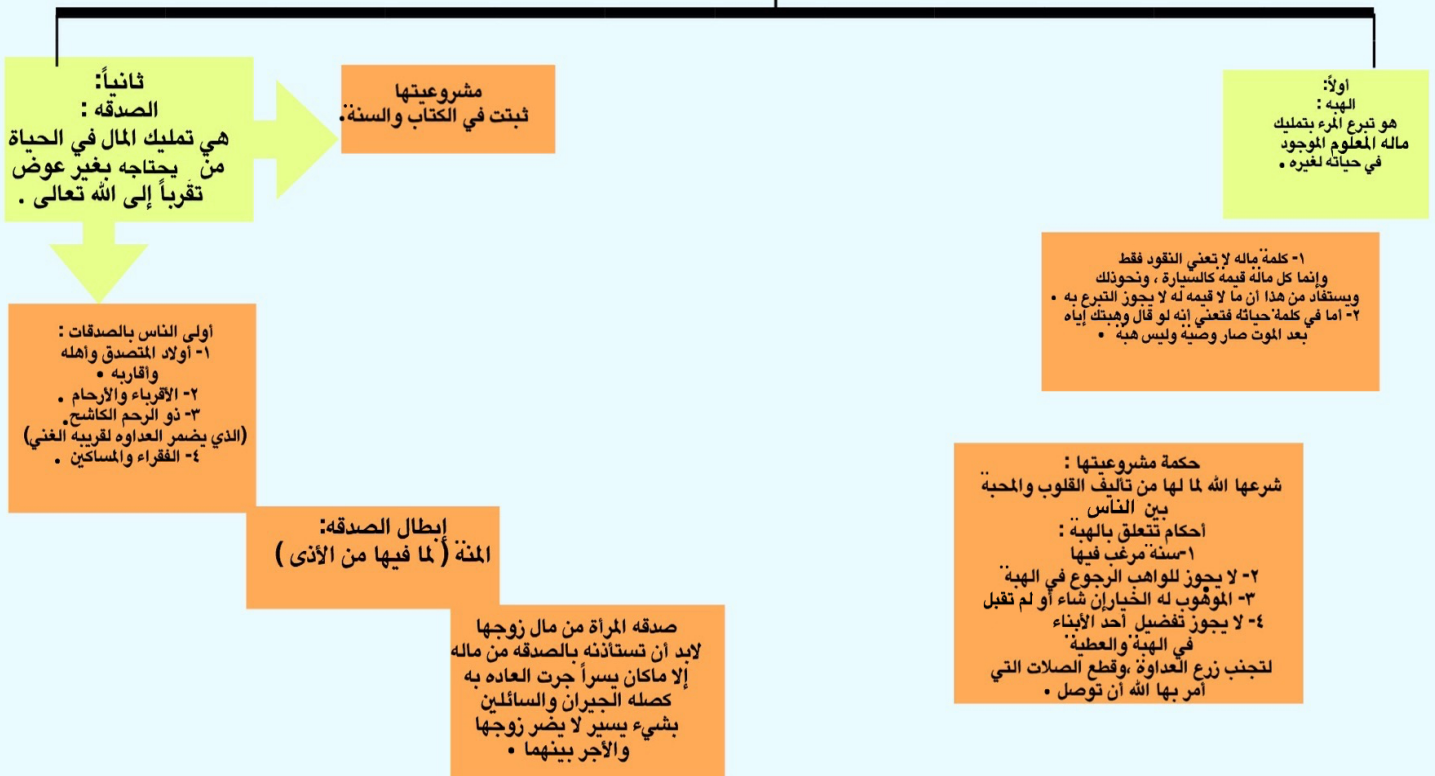 أولاً:
الهبه :
هو تبرع المرء بتمليك
ماله المعلوم الموجود
في حياته لغيره .
١- كلمة ماله لا تعني النقود فقط
وإنما كل ماله قيمة كالسيارة ، ونحوذلك
ويستفاد من هذا أن ما لا قيمه له لا يجوز التبرع به .
٢- أما في كلمة حياته فتعني إنه لو قال وهبتك إياه
بعد الموت صار وصية وليس هبة .
حكمة مشروعيتها :
شرعها الله لما لها من تأليف القلوب والمحبة
بين الناس
أحكام تتعلق بالهبة :
١-سنة مرغب فيها
٢- لا يجوز للواهب الرجوع في الهبة
٣- الموهوب له الخيارإن شاء أو لم تقبل
٤- لا يجوز تفضيل أحد الأبناء
في الهبة والعطية
لتجنب زرع العداوة ،وقطع الصلات التي
أمر بها الله أن توصل .
ثانياً:
الصدقه :
هي تمليك المال في الحياة
من يحتاجه بغير عوض
تقرباً إلى الله تعالى .
مشروعيتها
ثبتت في الكتاب والسنة.
أولى الناس بالصدقات :
١- أولاد المتصدق وأهله
وأقاربه .
٢- الأقرباء والأرحام .
٣- ذو الرحم الكاشح.
(الذي يضمر العداوه لقريبه الغني)
٤- الفقراء والمساكين .
إبطال الصدقه:
المنة ( لما فيها من الأذى )
صدقه المرأة من مال زوجها
لابد أن تستأذنه بالصدقه من ماله
إلا ماكان يسراً جرت العاده به
كصله الجيران والسائلين
بشيء يسير لا يضر زوجها
والأجر بينهما .